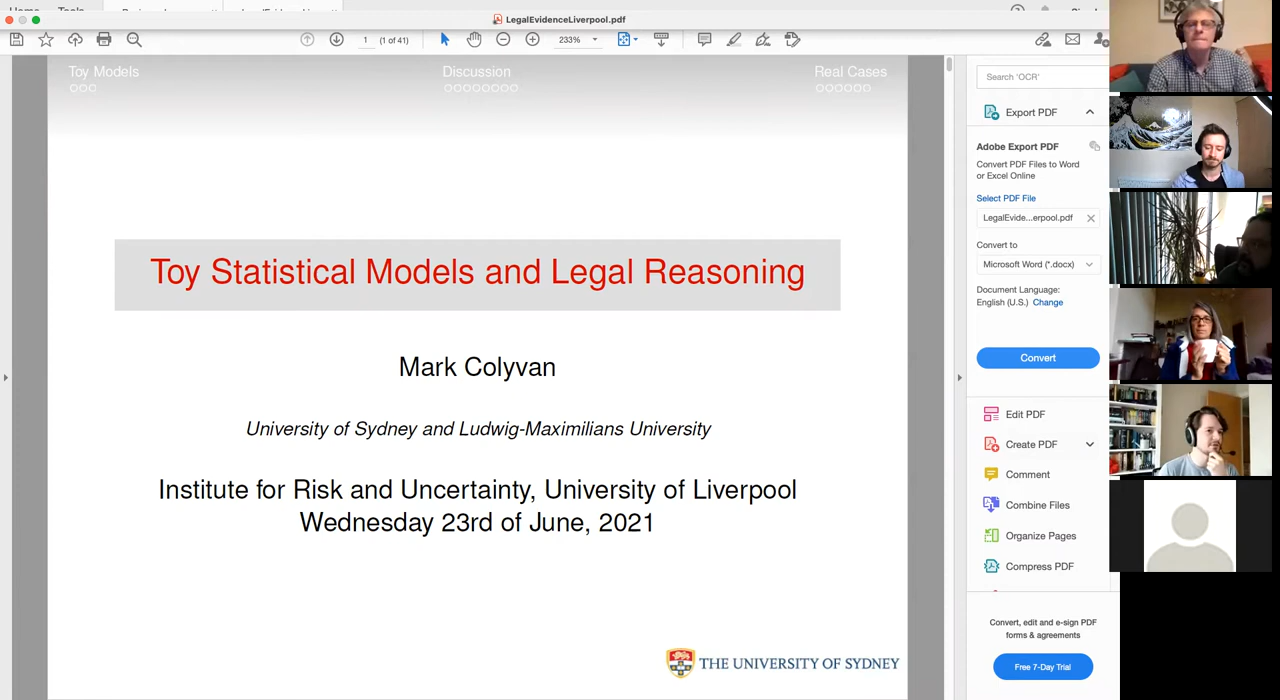 LegalEvidenceLiverpool.pdf
1 (1 of 41) 233%
Toy Models Discussion Real Cases
Toy Statistical Models and Legal Reasoning
Mark Colyvan
University of Sydney and Ludwig-Maximilians University
Institute for Risk and Uncertainty, University of Liverpool
Wednesday 23rd of June, 2021
THE UNIVERSITY OF SYDNEY
Search 'OCR'
Export PDF
Adobe Export PDF
Convert PDF Files to Word
or Excel Online
Select PDF File
LegalEvide...erpool.pdf
Convert to
Microsoft Word (*.docx)
Document Language:
English (U.S.) Change
Convert
Edit PDF
Create PDF
Comment
Combine Files
Organize Pages
Compress PDF
Convert, edit and e-sign PDF
forms & agreements
Free 7-Day Trial